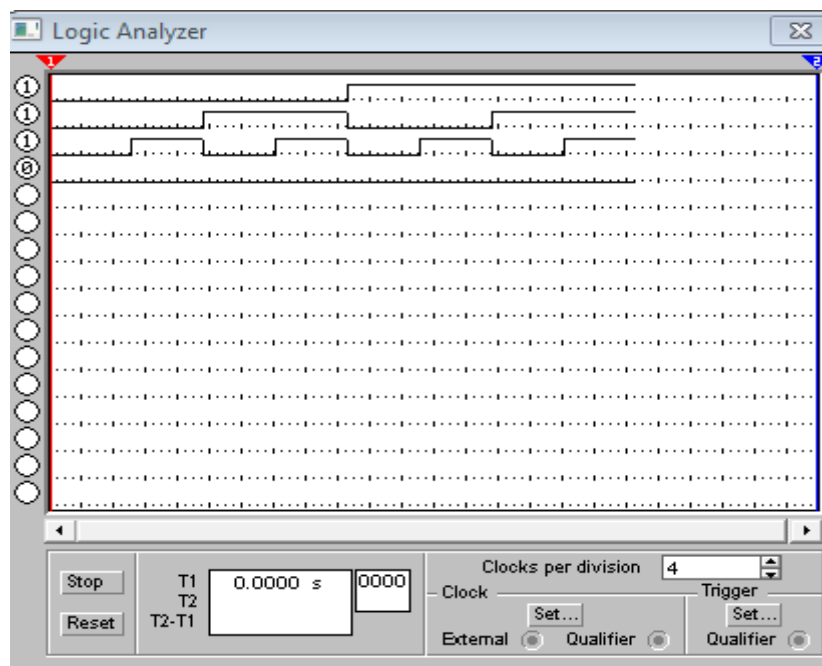 Logic Analyzer
1 2
1
1
1
0
Stop
Reset
T1 0.0000 s 0000
T2
T2-T1
Clocks per division 4
Clock
Set...
External Qualifier
Trigger
Set...
Qualifier